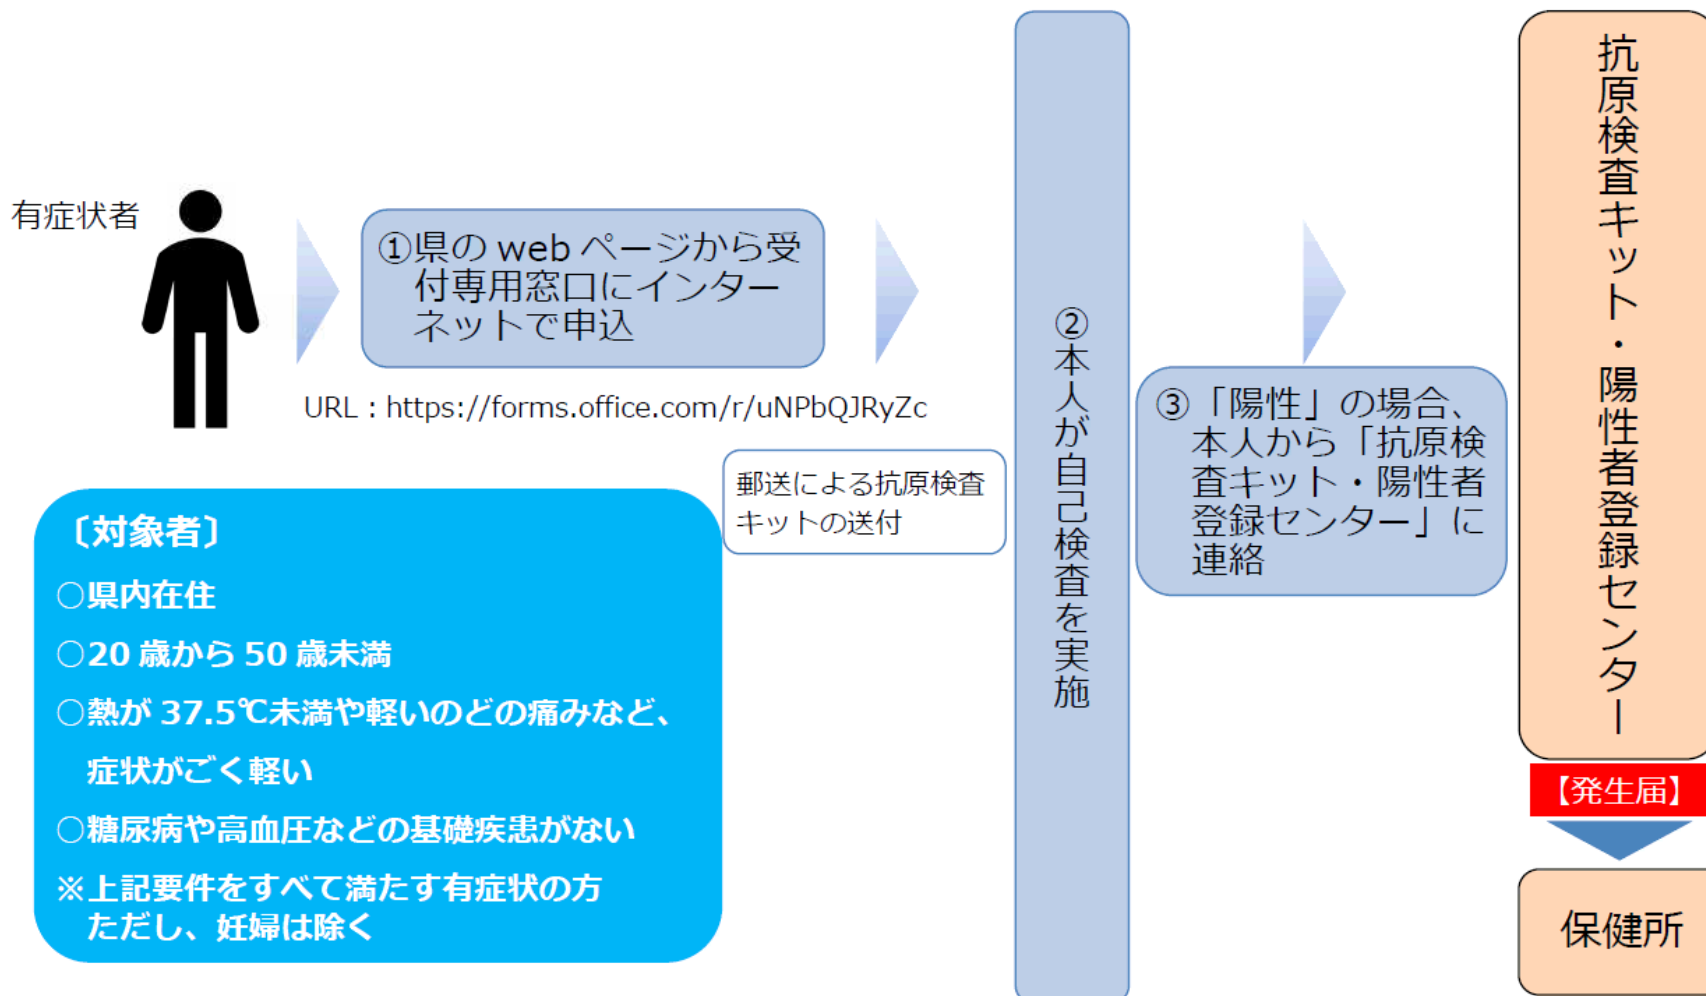 有症状者
①県の web ページから受
付専用窓口にインター
ネットで申込
URL：https://forms.office.com/r/uNPbQJRyZc
郵送による抗原検査
キットの送付
〔対象者〕
○県内在住
○20 歳から 50 歳未満
○熱が 37.5℃未満や軽いのどの痛みなど、
症状がごく軽い
○糖尿病や高血圧などの基礎疾患がない
※上記要件をすべて満たす有症状の方
ただし、妊婦は除く
②本人が自己検査を実施
③「陽性」の場合、
本人から「抗原検
査キット・陽性者
登録センター」に
連絡
抗原検査キット・陽性者登録センター
【発生届】
保健所